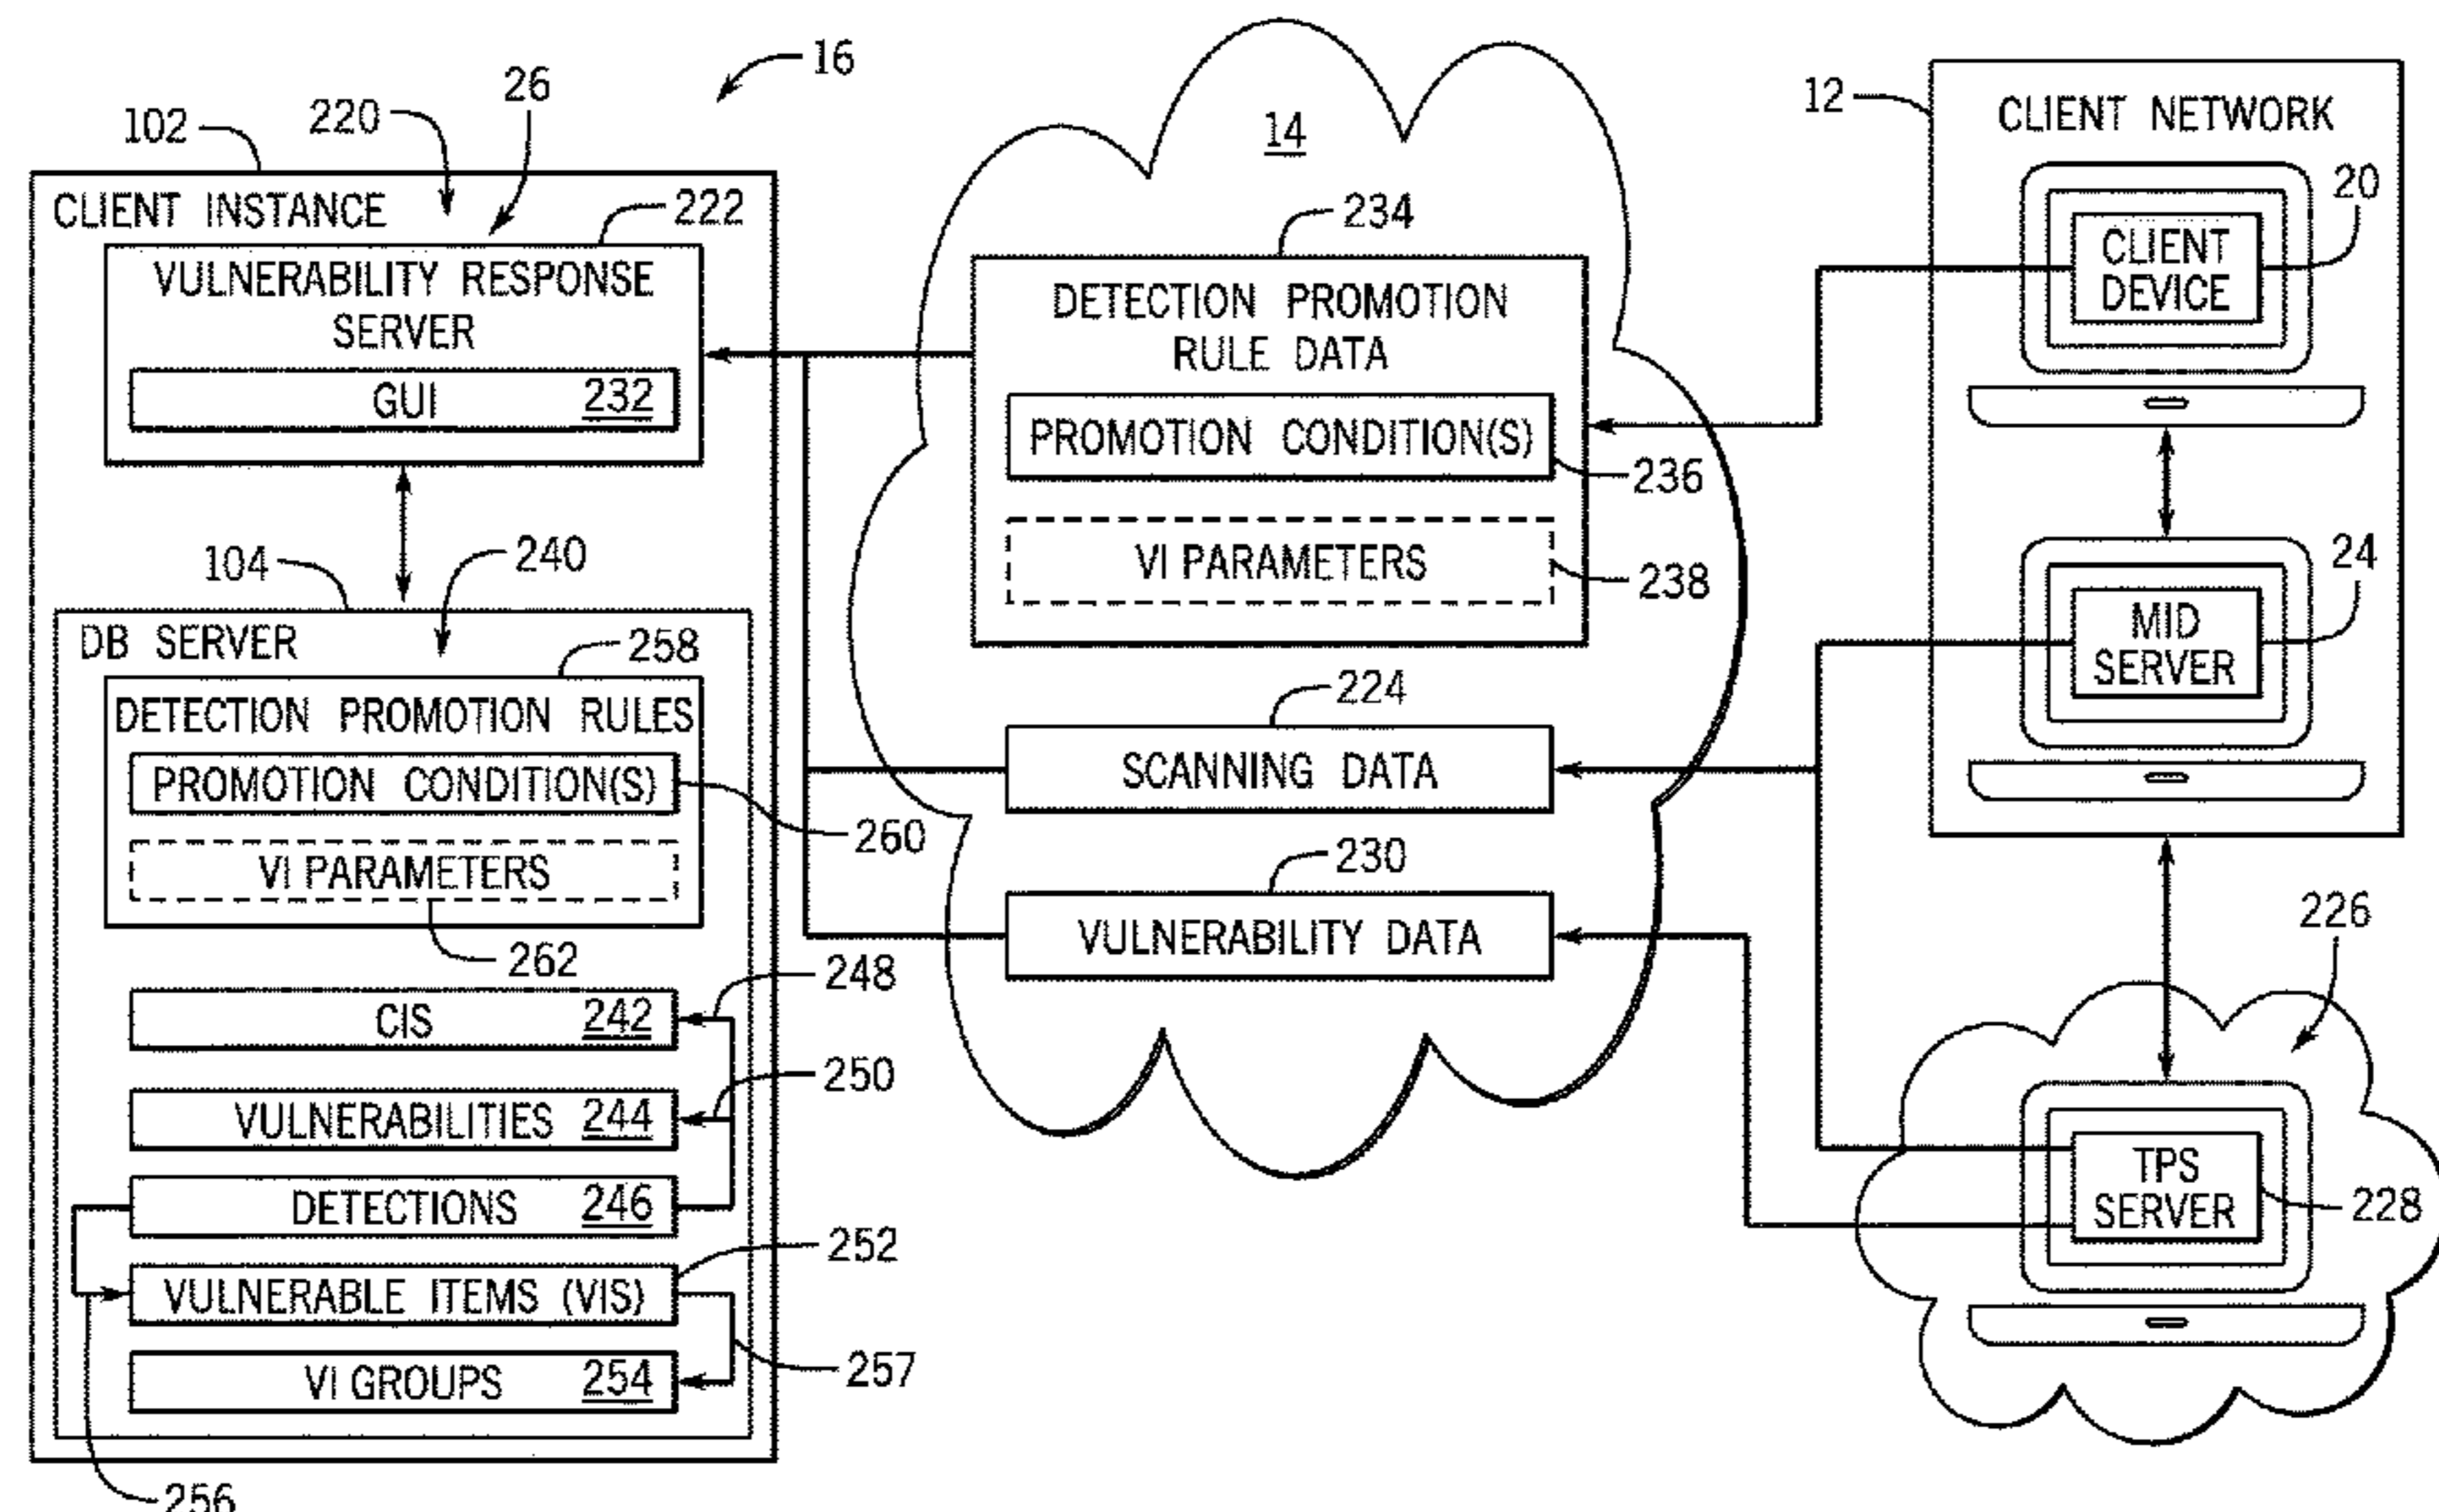 16
26
220
102
CLIENT INSTANCE
222
VULNERABILITY RESPONSE
SERVER
GUI 232
104
240
DB SERVER
258
DETECTION PROMOTION RULES
PROMOTION CONDITION(S)
260
VI PARAMETERS
262
248
CIS 242
250
VULNERABILITIES 244
DETECTIONS 246
252
VULNERABLE ITEMS (VIS)
257
VI GROUPS 254
256
14
234
DETECTION PROMOTION
RULE DATA
PROMOTION CONDITION(S)
236
VI PARAMETERS
238
224
SCANNING DATA
230
VULNERABILITY DATA
12
CLIENT NETWORK
20
CLIENT
DEVICE
24
MID
SERVER
226
TPS
SERVER
228